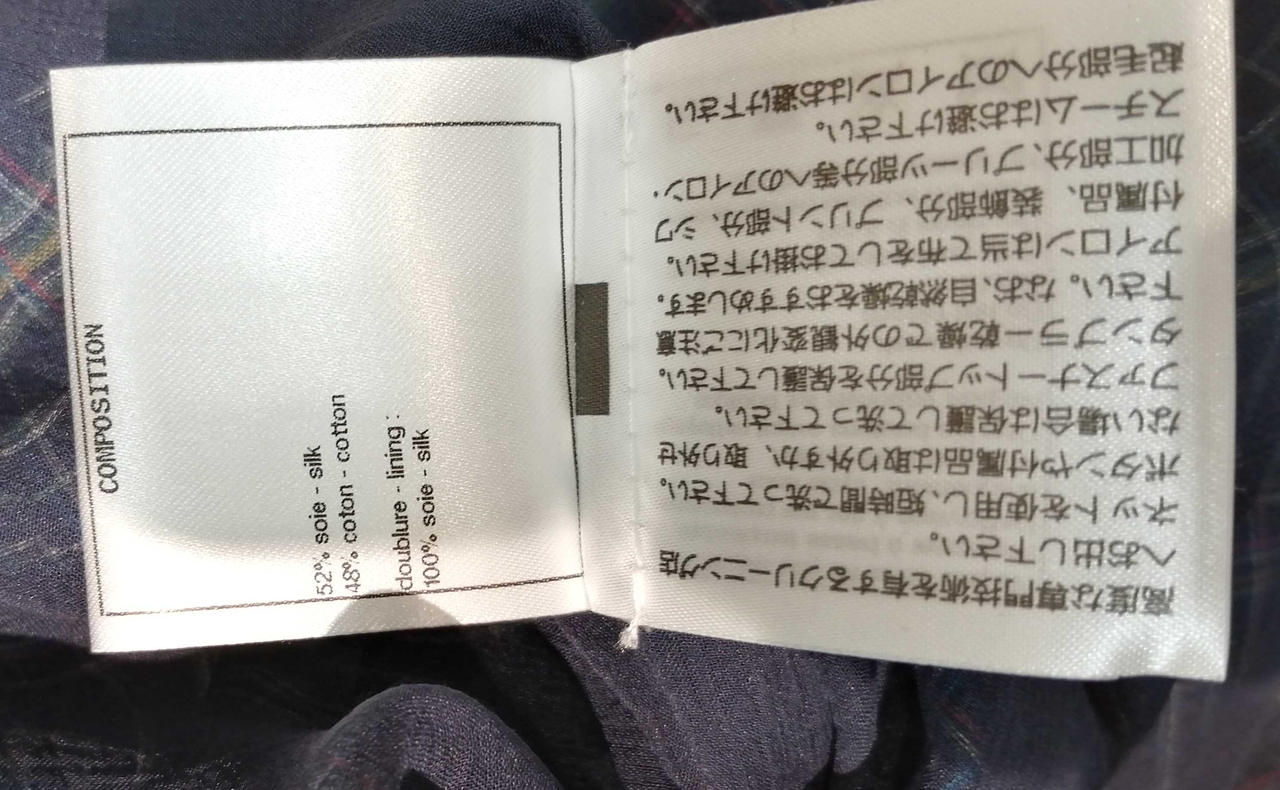 COMPOSITION
52% soie - silk
48% coton - cotton
doublure - lining :
100% soie - silk
高度な専門技術を有するクリーニング店
へお出し下さい。
ネットを使用し、短時間で洗って下さい。
ボタンや付属品は取り外すか、取り外せ
ない場合は保護して洗って下さい。
ファスナートップ部分を保護して下さい。
タンブラー乾燥での外観変化にご注意
下さい。なお、自然乾燥をおすすめします。
アイロンは当て布をしてお掛け下さい。
付属品、装飾部分、プリント部分、シワ
加工部分、プリーツ部分等へのアイロン・
スチームはお避け下さい。
起毛部分へのアイロンはお避け下さい。